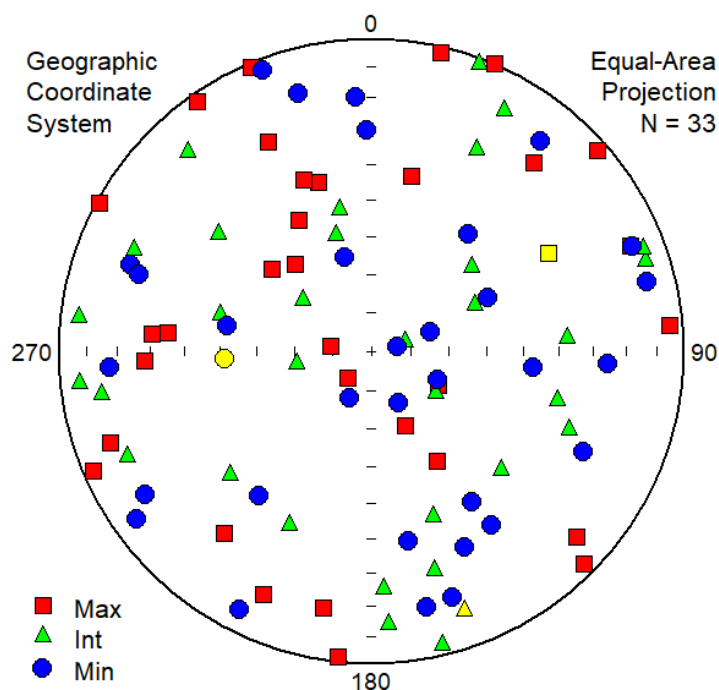 0
Geographic
Coordinate
System
Equal-Area
Projection
N = 33
270
90
Max
Int
Min
180